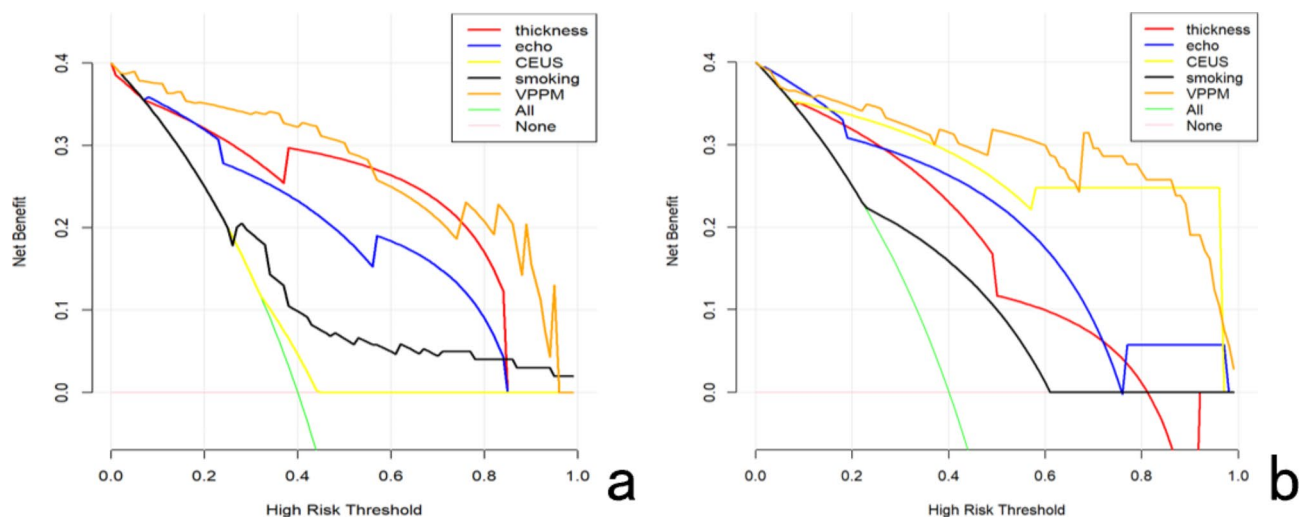 thickness
echo
CEUS
smoking
VPPM
All
None
0.4
0.3
0.2
0.1
0.0
Net Benefit
0.0 0.2 0.4 0.6 0.8 1.0
High Risk Threshold
a
thickness
echo
CEUS
smoking
VPPM
All
None
0.4
0.3
0.2
0.1
0.0
Net Benefit
0.0 0.2 0.4 0.6 0.8 1.0
High Risk Threshold
b